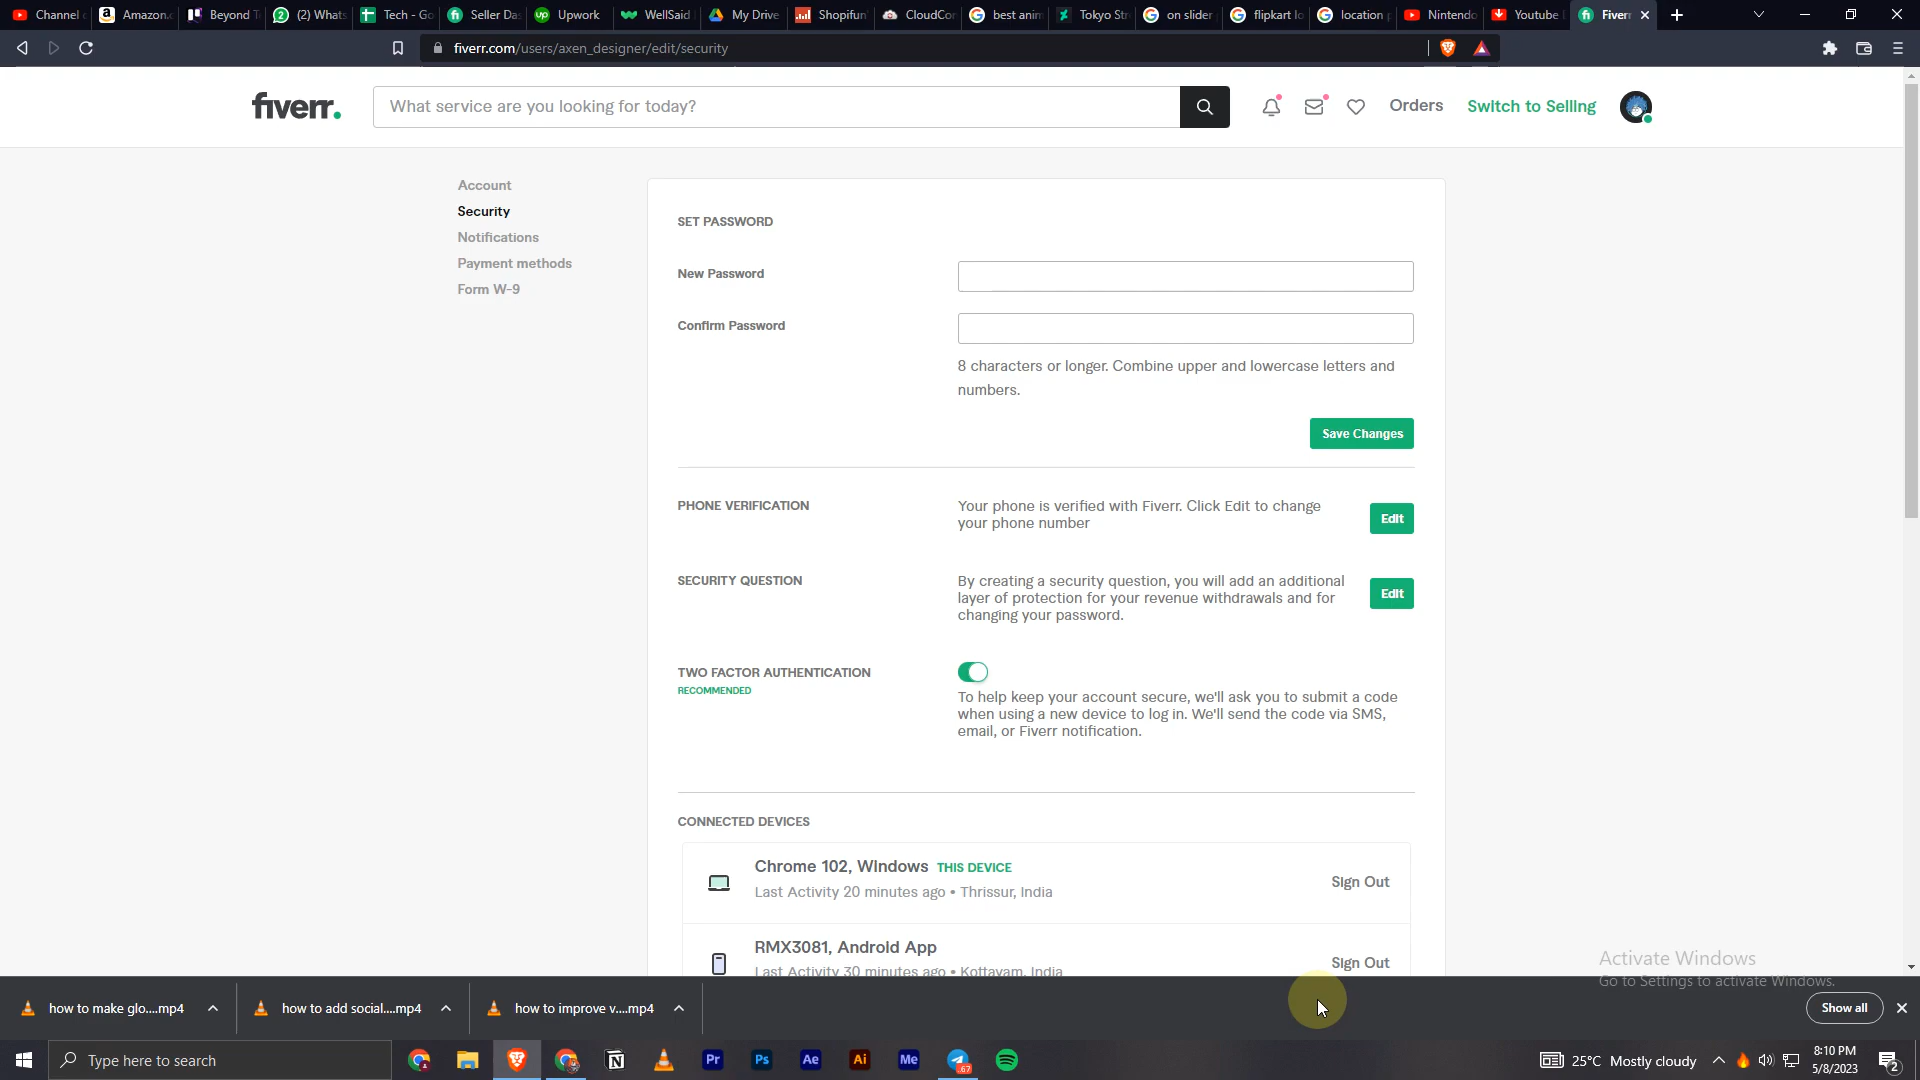 Channel
Amazon.
Beyond T
(2) Whats
Tech - Go
Seller Da
Upwork
WellSaid
My Drive
Shopifun
CloudCon
best anim
Tokyo Str
on slider
flipkart lo
location p
Nintendo
Youtube
Fiverr
fiverr.com/users/axen_designer/edit/security
fiverr.
What service are you looking for today?
Orders
Switch to Selling
Account
Security
Notifications
Payment methods
Form W-9
SET PASSWORD
New Password
Confirm Password
8 characters or longer. Combine upper and lowercase letters and
numbers.
Save Changes
PHONE VERIFICATION
Your phone is verified with Fiverr. Click Edit to change
your phone number
Edit
SECURITY QUESTION
By creating a security question, you will add an additional
layer of protection for your revenue withdrawals and for
changing your password.
Edit
TWO FACTOR AUTHENTICATION
RECOMMENDED
To help keep your account secure, we'll ask you to submit a code
when using a new device to log in. We'll send the code via SMS,
email, or Fiverr notification.
CONNECTED DEVICES
Chrome 102, Windows THIS DEVICE
Last Activity 20 minutes ago • Thrissur, India
Sign Out
RMX3081, Android App
Last Activity 30 minutes ago • Kottayam, India
Sign Out
Activate Windows
Go to Settings to activate Windows.
how to make glo....mp4
how to add social....mp4
how to improve v....mp4
Show all
Type here to search
Pr
Ps
Ae
Ai
Me
67
25°C Mostly cloudy
8:10 PM
5/8/2023
2